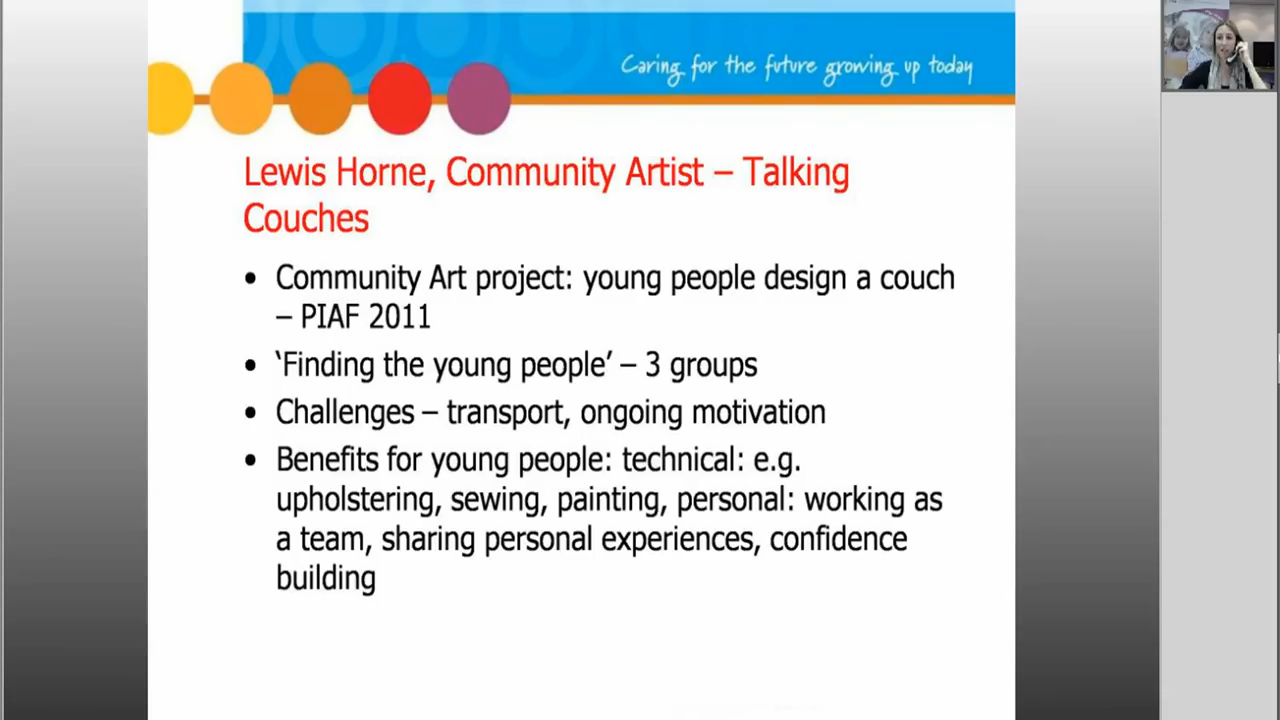 Caring for the future growing up today
Lewis Horne, Community Artist – Talking
Couches
• Community Art project: young people design a couch
– PIAF 2011
• ‘Finding the young people’ – 3 groups
• Challenges – transport, ongoing motivation
• Benefits for young people: technical: e.g.
upholstering, sewing, painting, personal: working as
a team, sharing personal experiences, confidence
building